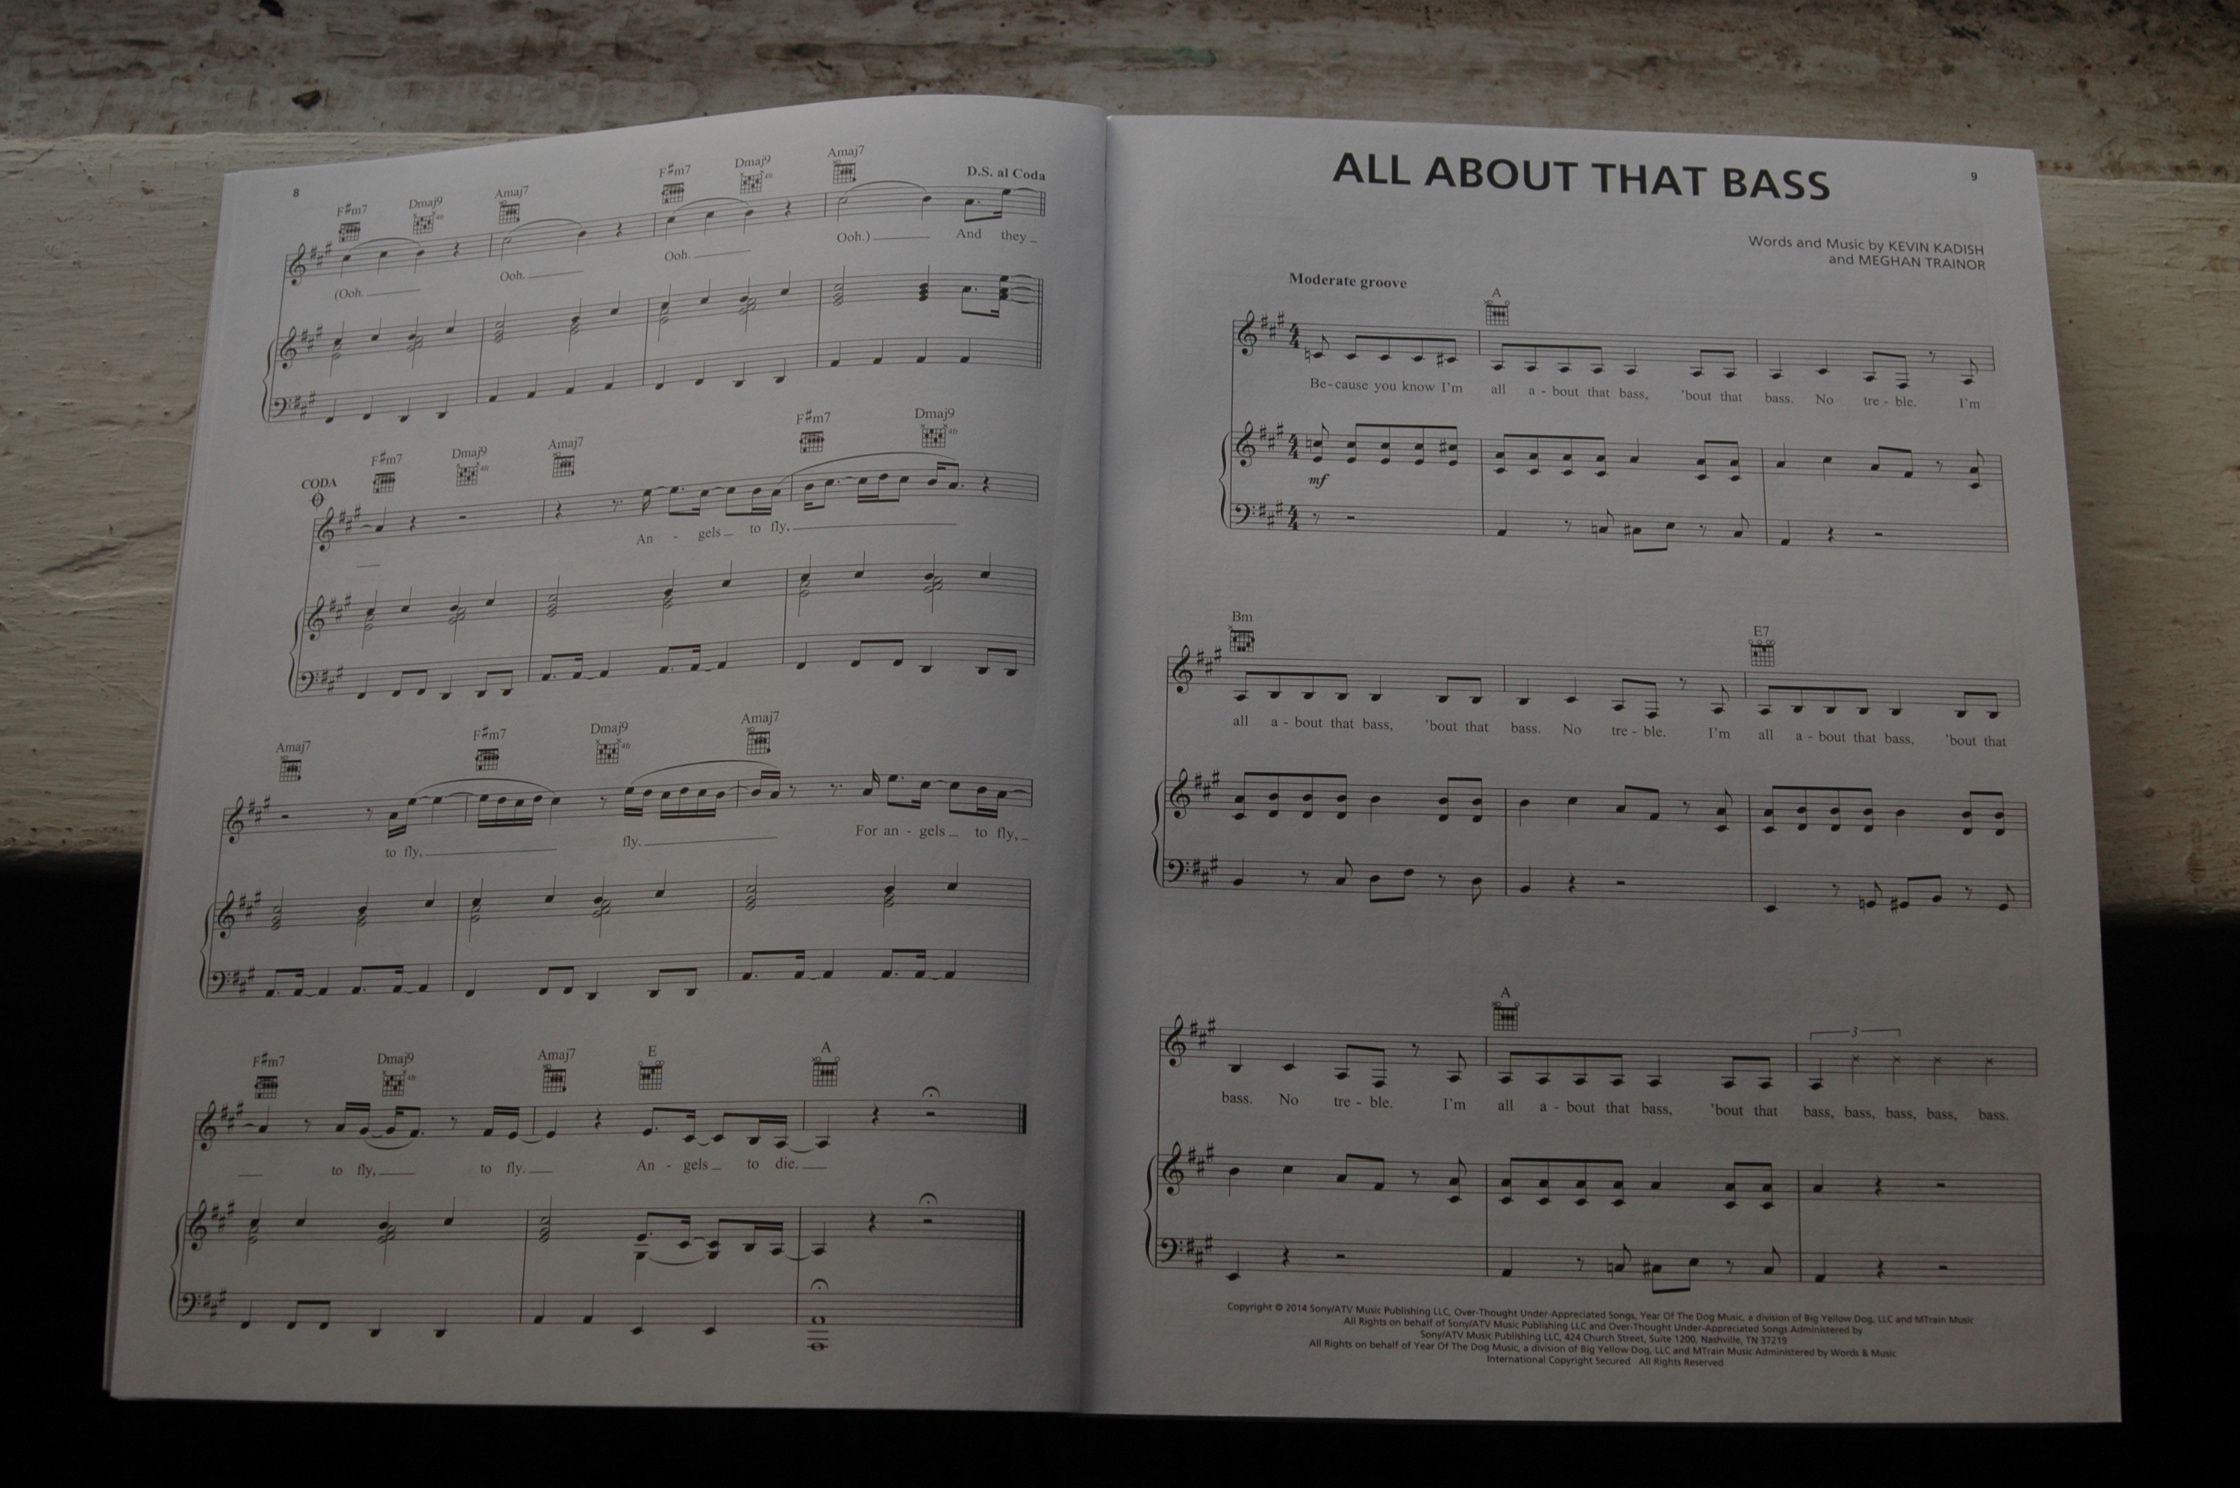 8
F#m7 Dmaj9 Amaj7 F#m7 Dmaj9 Amaj7 D.S. al Coda
4fr 4fr
(Ooh. Ooh. Ooh. Ooh.) And they
CODA F#m7 Dmaj9 Amaj7 F#m7 Dmaj9
4fr 4fr
An - gels to fly,
Amaj7 F#m7 Dmaj9 Amaj7
4fr
to fly, fly. For an - gels to fly,
F#m7 Dmaj9 Amaj7 E A
4fr
to fly, to fly. An - gels to die.
ALL ABOUT THAT BASS
9
Words and Music by KEVIN KADISH
and MEGHAN TRAINOR
Moderate groove
A
4 4
Be - cause you know I'm all a - bout that bass, 'bout that bass. No tre - ble. I'm
mf
Bm E7
all a - bout that bass, 'bout that bass. No tre - ble. I'm all a - bout that bass, 'bout that
A
3
bass. No tre - ble. I'm all a - bout that bass, 'bout that bass, bass, bass, bass, bass.
Copyright © 2014 Sony/ATV Music Publishing LLC, Over-Thought Under-Appreciated Songs, Year Of The Dog Music, a division of Big Yellow Dog, LLC and MTrain Music
All Rights on behalf of Sony/ATV Music Publishing LLC and Over-Thought Under-Appreciated Songs Administered by
Sony/ATV Music Publishing LLC, 424 Church Street, Suite 1200, Nashville, TN 37219
All Rights on behalf of Year Of The Dog Music, a division of Big Yellow Dog, LLC and MTrain Music Administered by Words & Music
International Copyright Secured All Rights Reserved